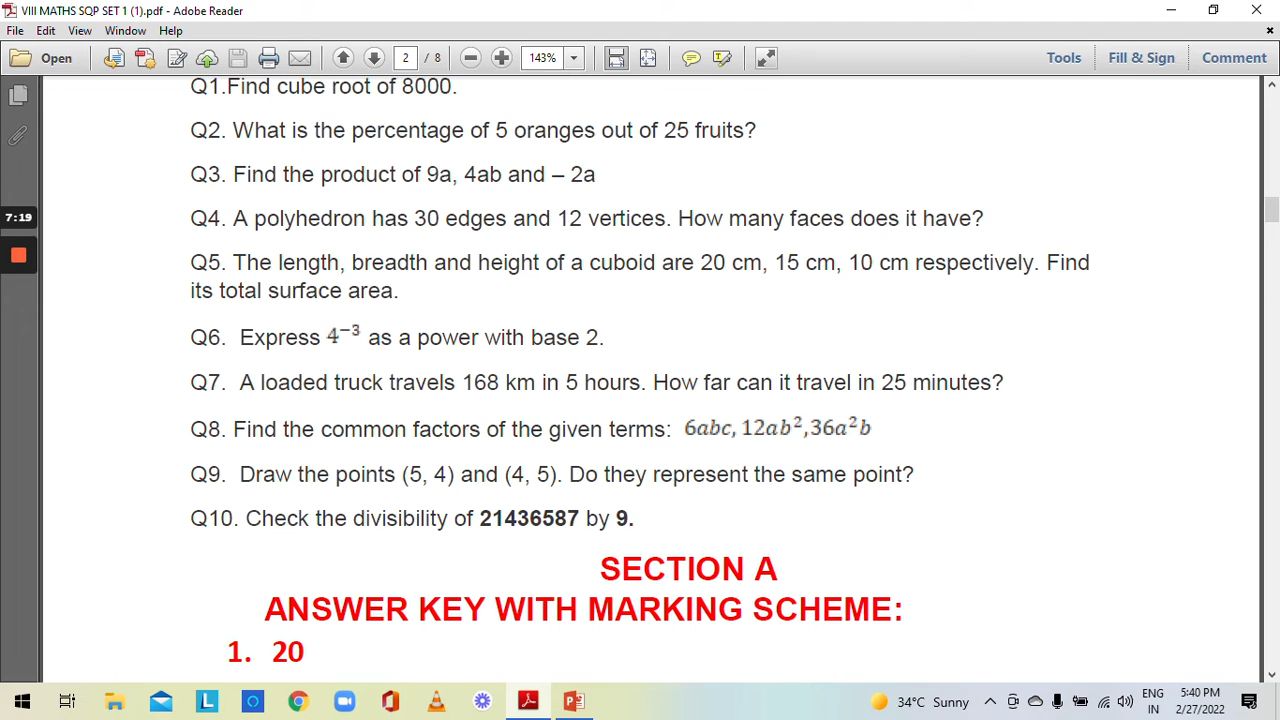 VIII MATHS SQP SET 1 (1).pdf - Adobe Reader
File Edit View Window Help
Open 2 / 8 143% Tools Fill & Sign Comment
Q1.Find cube root of 8000.
Q2. What is the percentage of 5 oranges out of 25 fruits?
Q3. Find the product of 9a, 4ab and – 2a
7:19
Q4. A polyhedron has 30 edges and 12 vertices. How many faces does it have?
Q5. The length, breadth and height of a cuboid are 20 cm, 15 cm, 10 cm respectively. Find
its total surface area.
Q6. Express 4⁻³ as a power with base 2.
Q7. A loaded truck travels 168 km in 5 hours. How far can it travel in 25 minutes?
Q8. Find the common factors of the given terms: 6abc, 12ab²,36a²b
Q9. Draw the points (5, 4) and (4, 5). Do they represent the same point?
Q10. Check the divisibility of 21436587 by 9.
SECTION A
ANSWER KEY WITH MARKING SCHEME:
1. 20
34°C Sunny
ENG
IN
5:40 PM
2/27/2022